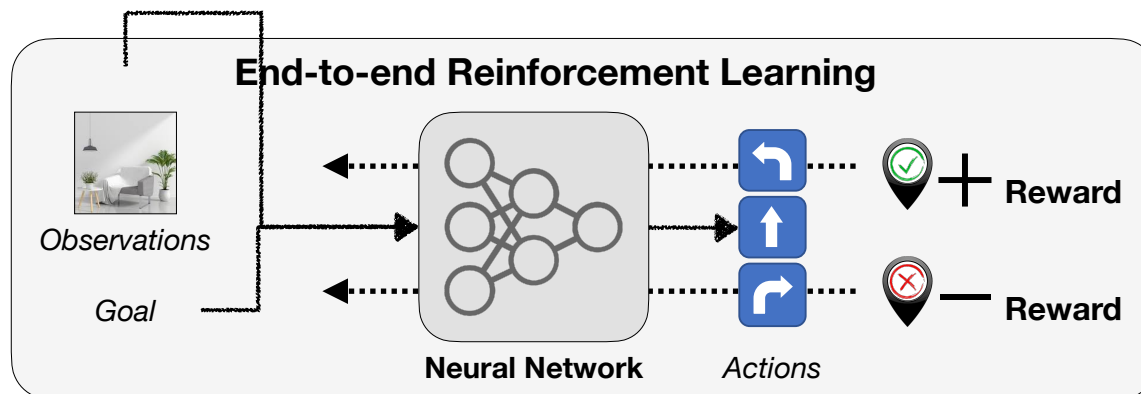 End-to-end Reinforcement Learning
Observations
Goal
Neural Network
Actions
Reward
Reward